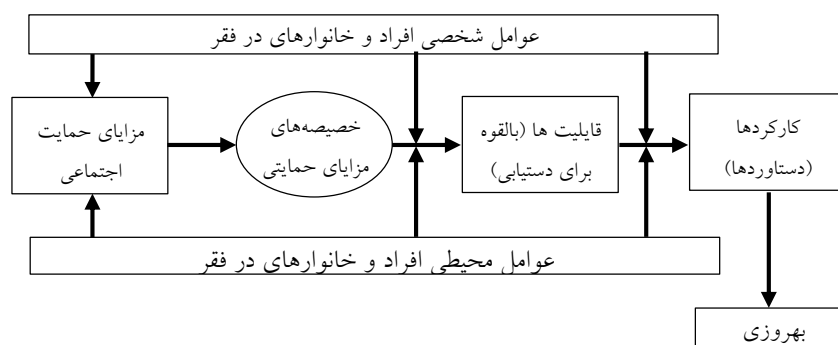 عوامل شخصی افراد و خانوارهای در فقر
مزایای حمایت
اجتماعی
خصیصه‌های
مزایای حمایتی
قابلیت ها (بالقوه
برای دستیابی)
کارکردها
(دستاوردها)
عوامل محیطی افراد و خانوارهای در فقر
بهروزی